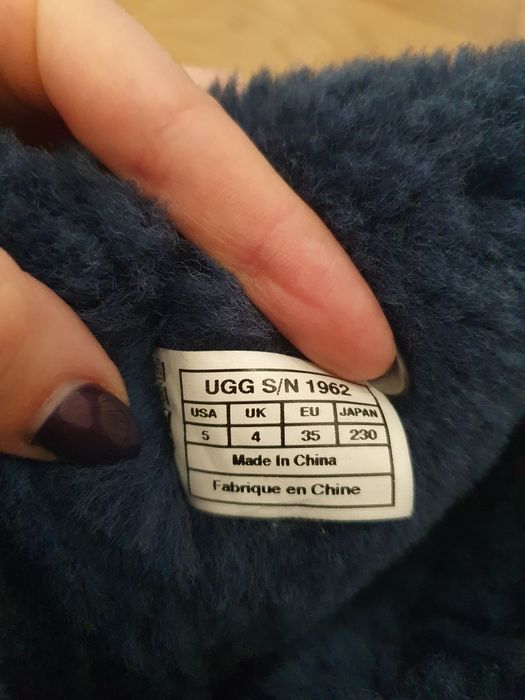 UGG S/N 1962
USA UK EU JAPAN
5 4 35 230
Made In China
Fabrique en Chine